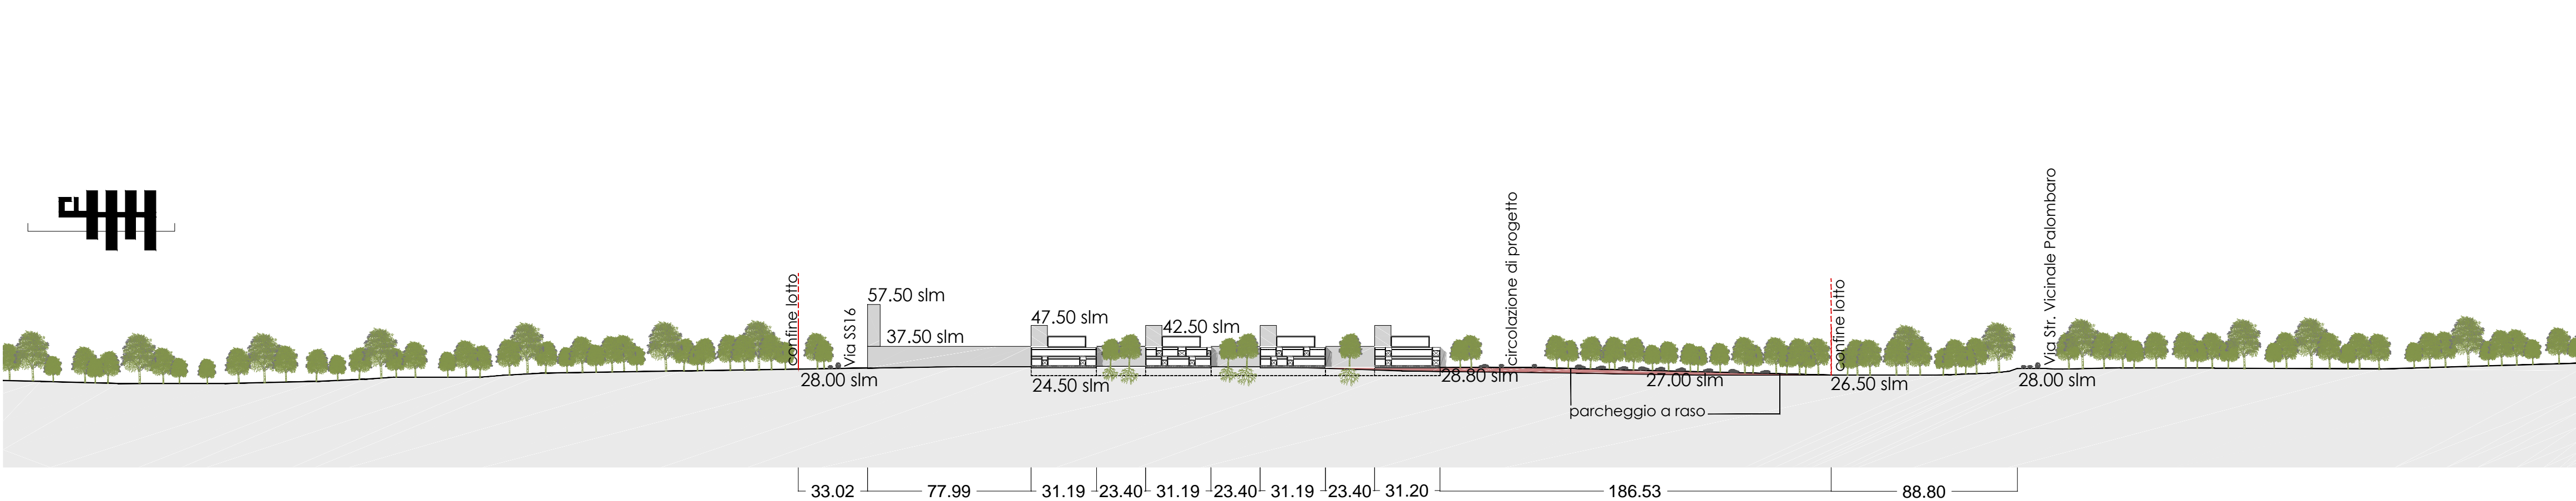 confine lotto
Via SS16
57.50 slm
37.50 slm
28.00 slm
47.50 slm
42.50 slm
24.50 slm
28.80 slm
circolazione di progetto
27.00 slm
parcheggio a raso
confine lotto
26.50 slm
Via Str. Vicinale Palombaro
28.00 slm
33.02 77.99 31.19 23.40 31.19 23.40 31.19 23.40 31.20 186.53 88.80